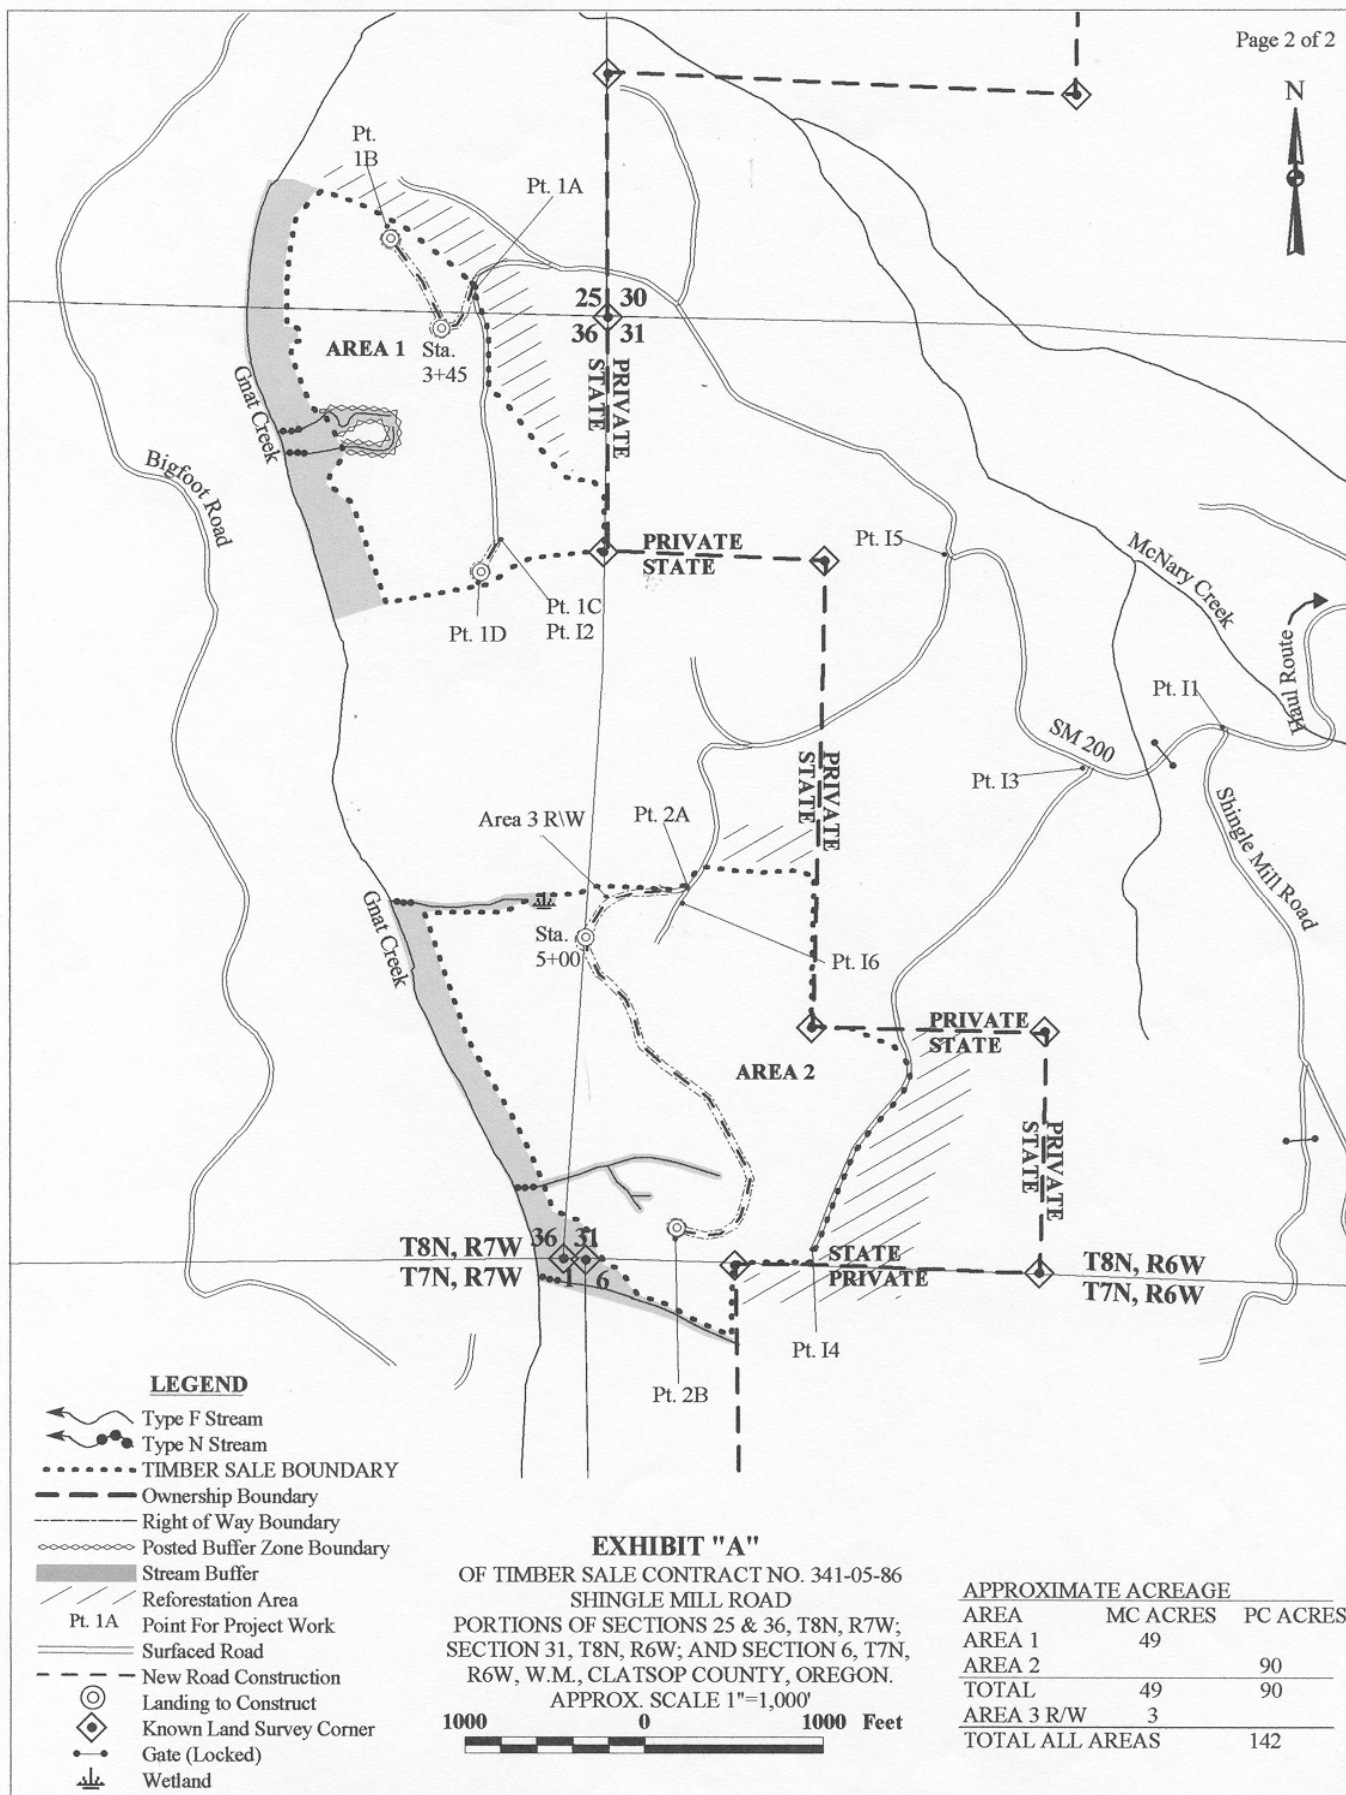 Page 2 of 2
N
Pt.
1B
Pt. 1A
25 30
36 31
AREA 1
Sta.
3+45
STATE
PRIVATE
Gnat Creek
Bigfoot Road
PRIVATE
STATE
Pt. I5
McNary Creek
Pt. 1C
Pt. I2
Pt. 1D
Haul Route
Pt. I1
SM 200
Pt. I3
STATE
PRIVATE
Area 3 R\W
Pt. 2A
Shingle Mill Road
Gnat Creek
Sta.
5+00
Pt. I6
PRIVATE
STATE
AREA 2
STATE
PRIVATE
36 31
T8N, R7W
T7N, R7W
1 6
STATE
PRIVATE
T8N, R6W
T7N, R6W
Pt. I4
Pt. 2B
LEGEND
Type F Stream
Type N Stream
TIMBER SALE BOUNDARY
Ownership Boundary
Right of Way Boundary
Posted Buffer Zone Boundary
Stream Buffer
Reforestation Area
Pt. 1A Point For Project Work
Surfaced Road
New Road Construction
Landing to Construct
Known Land Survey Corner
Gate (Locked)
Wetland
EXHIBIT "A"
OF TIMBER SALE CONTRACT NO. 341-05-86
SHINGLE MILL ROAD
PORTIONS OF SECTIONS 25 & 36, T8N, R7W;
SECTION 31, T8N, R6W; AND SECTION 6, T7N,
R6W, W.M., CLATSOP COUNTY, OREGON.
APPROX. SCALE 1"=1,000'
1000 0 1000 Feet
APPROXIMATE ACREAGE
AREA MC ACRES PC ACRES
AREA 1 49
AREA 2 90
TOTAL 49 90
AREA 3 R/W 3
TOTAL ALL AREAS 142